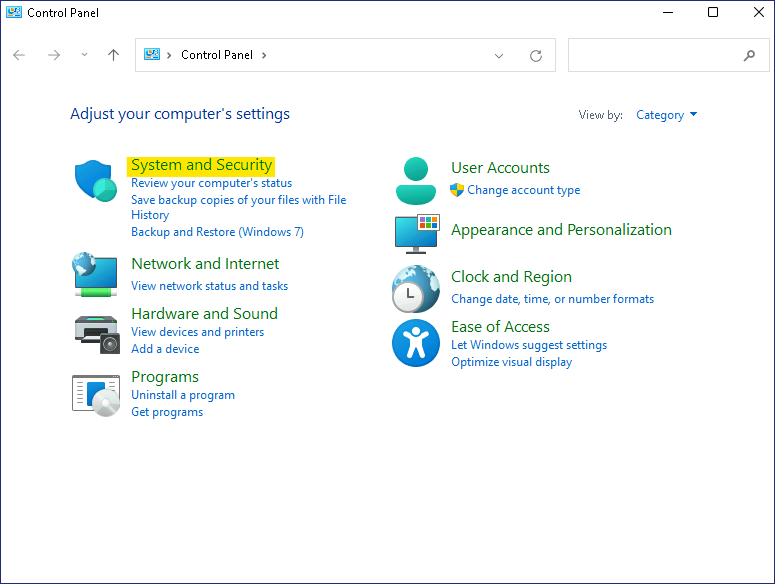 Control Panel
Control Panel
Adjust your computer's settings
View by: Category
System and Security
Review your computer's status
Save backup copies of your files with File
History
Backup and Restore (Windows 7)
Network and Internet
View network status and tasks
Hardware and Sound
View devices and printers
Add a device
Programs
Uninstall a program
Get programs
User Accounts
Change account type
Appearance and Personalization
Clock and Region
Change date, time, or number formats
Ease of Access
Let Windows suggest settings
Optimize visual display